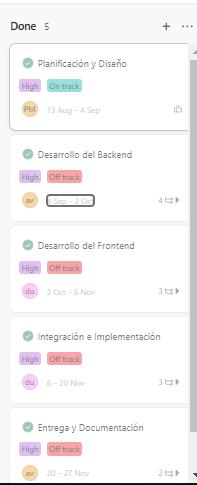 Done 5
Planificación y Diseño
High On track
PM 13 Aug – 4 Sep
Desarrollo del Backend
High Off track
av 4 Sep – 2 Oct 4
Desarrollo del Frontend
High Off track
du 2 Oct – 6 Nov 3
Integración e Implementación
High Off track
du 6 – 20 Nov 3
Entrega y Documentación
High Off track
av 20 – 27 Nov 2